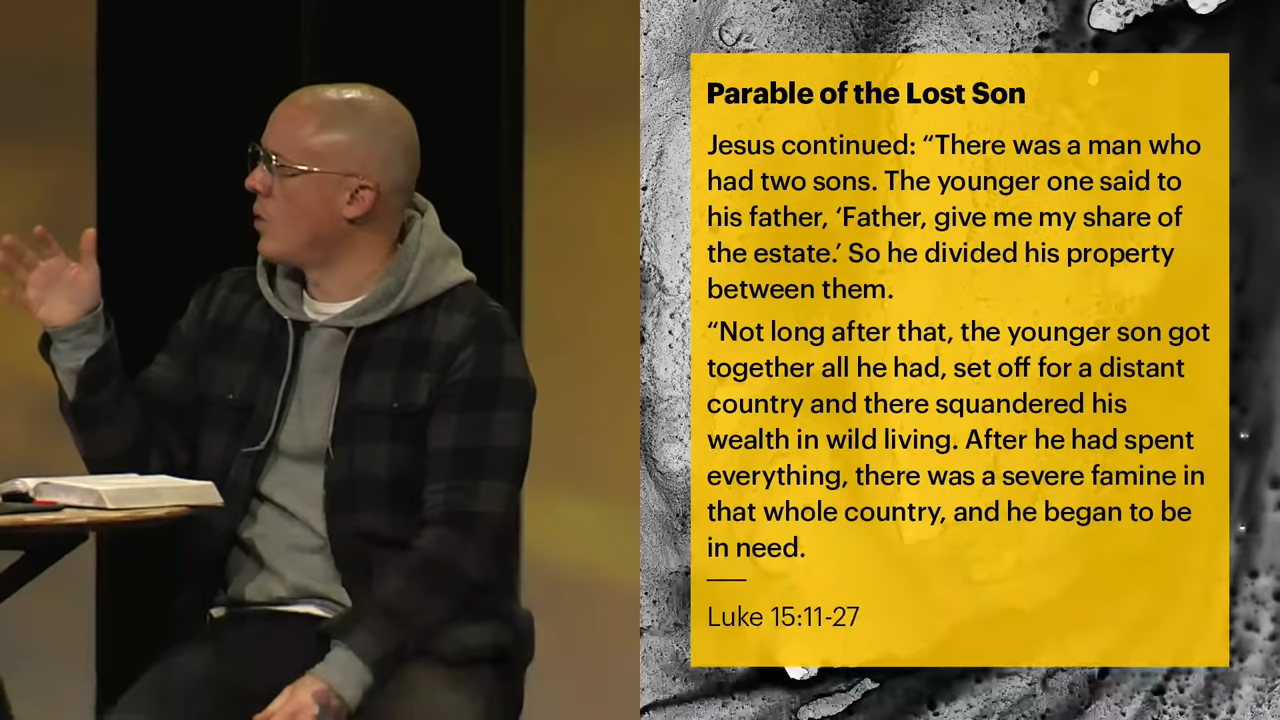 Parable of the Lost Son
Jesus continued: “There was a man who
had two sons. The younger one said to
his father, ‘Father, give me my share of
the estate.’ So he divided his property
between them.
“Not long after that, the younger son got
together all he had, set off for a distant
country and there squandered his
wealth in wild living. After he had spent
everything, there was a severe famine in
that whole country, and he began to be
in need.
Luke 15:11-27